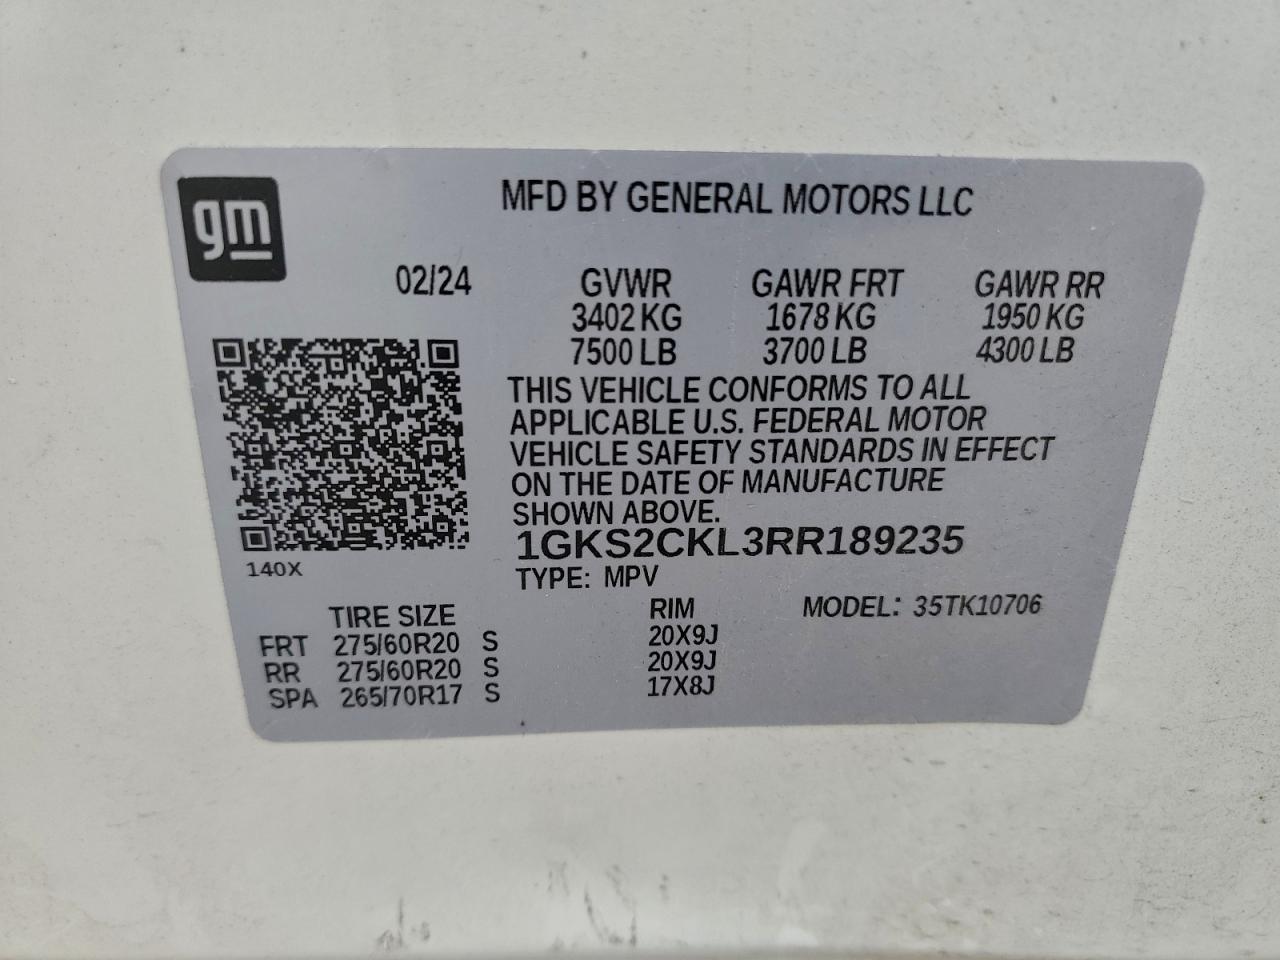 gm
MFD BY GENERAL MOTORS LLC
02/24 GVWR GAWR FRT GAWR RR
3402 KG 1678 KG 1950 KG
7500 LB 3700 LB 4300 LB
THIS VEHICLE CONFORMS TO ALL
APPLICABLE U.S. FEDERAL MOTOR
VEHICLE SAFETY STANDARDS IN EFFECT
ON THE DATE OF MANUFACTURE
SHOWN ABOVE.
1GKS2CKL3RR189235
140X
TYPE: MPV
TIRE SIZE RIM MODEL: 35TK10706
FRT 275/60R20 S 20X9J
RR 275/60R20 S 20X9J
SPA 265/70R17 S 17X8J